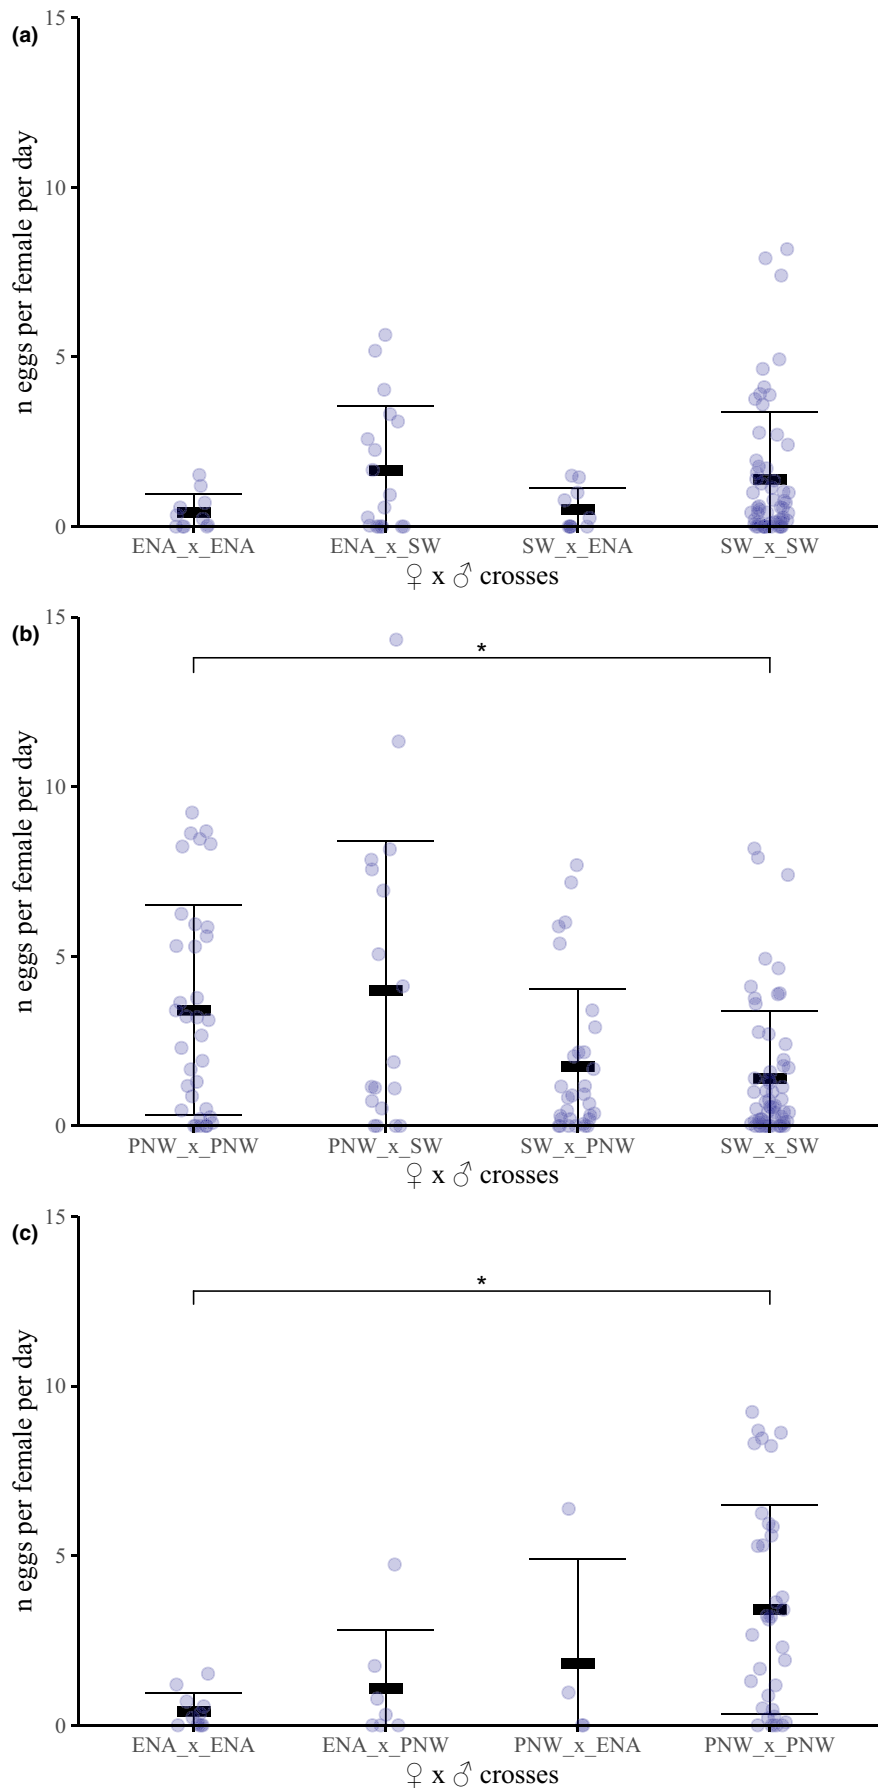 (a)
15
10
5
0
n eggs per female per day
ENA_x_ENA ENA_x_SW SW_x_ENA SW_x_SW
♀ x ♂ crosses
(b)
15
*
10
5
0
n eggs per female per day
PNW_x_PNW PNW_x_SW SW_x_PNW SW_x_SW
♀ x ♂ crosses
(c)
15
*
10
5
0
n eggs per female per day
ENA_x_ENA ENA_x_PNW PNW_x_ENA PNW_x_PNW
♀ x ♂ crosses